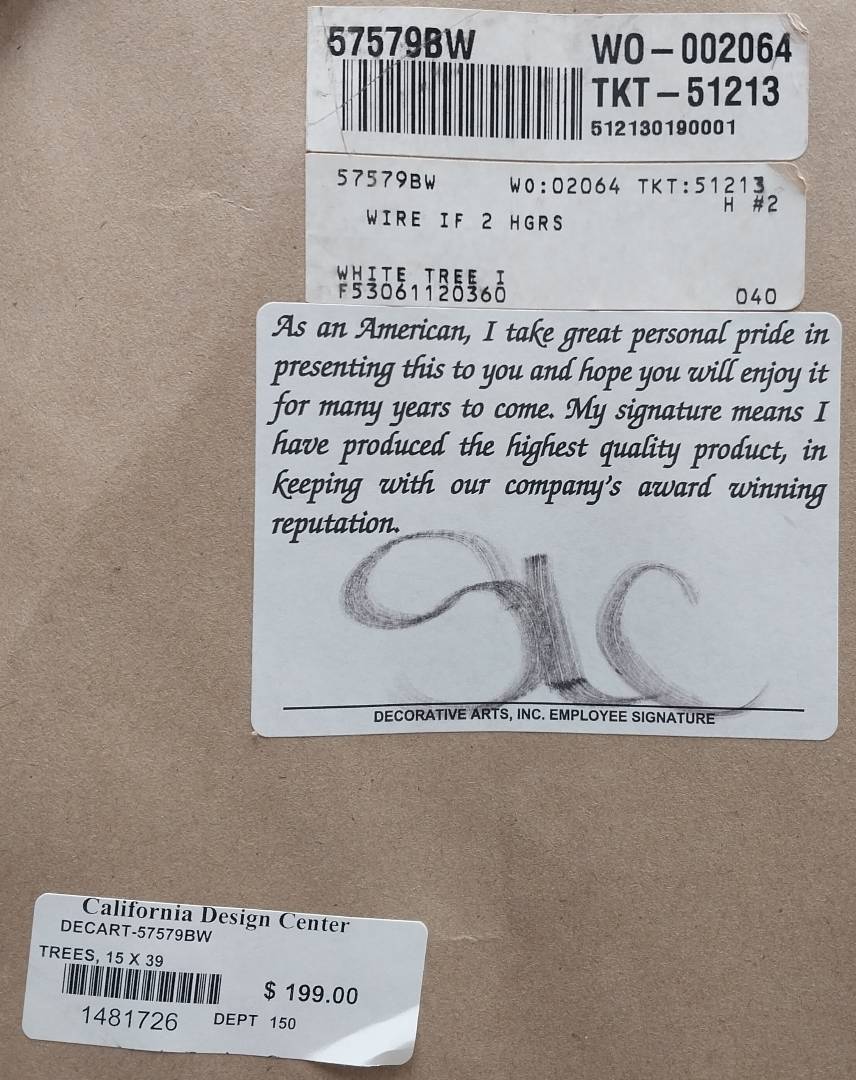 57579BW WO-002064
TKT-51213
512130190001
57579BW WO:02064 TKT:51213
H #2
WIRE IF 2 HGRS
WHITE TREE I
F53061120360 040
As an American, I take great personal pride in
presenting this to you and hope you will enjoy it
for many years to come. My signature means I
have produced the highest quality product, in
keeping with our company's award winning
reputation.
DECORATIVE ARTS, INC. EMPLOYEE SIGNATURE
California Design Center
DECART-57579BW
TREES, 15 X 39
$ 199.00
1481726 DEPT 150